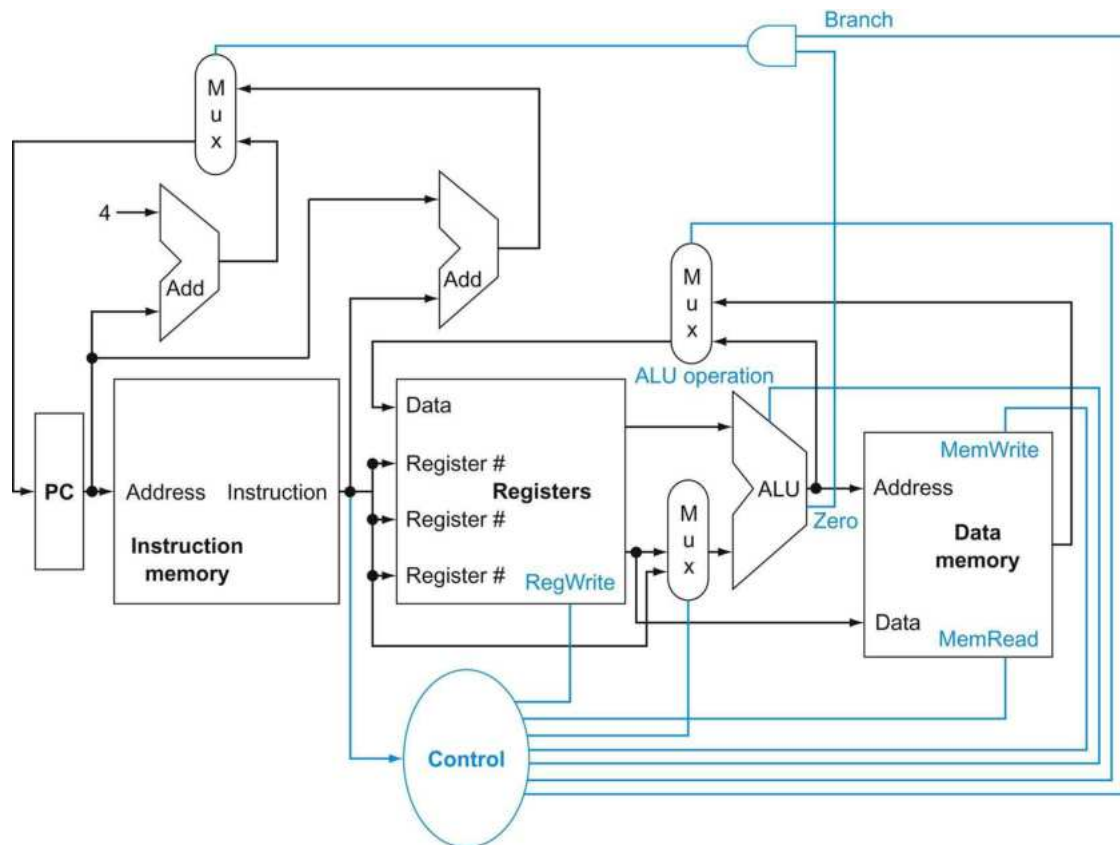 Branch
M
u
x
4
Add
Add
M
u
x
ALU operation
Data
Register #
Register #
Register #
Registers
RegWrite
PC
Address
Instruction
Instruction
memory
M
u
x
ALU
Zero
MemWrite
Address
Data
memory
Data
MemRead
Control